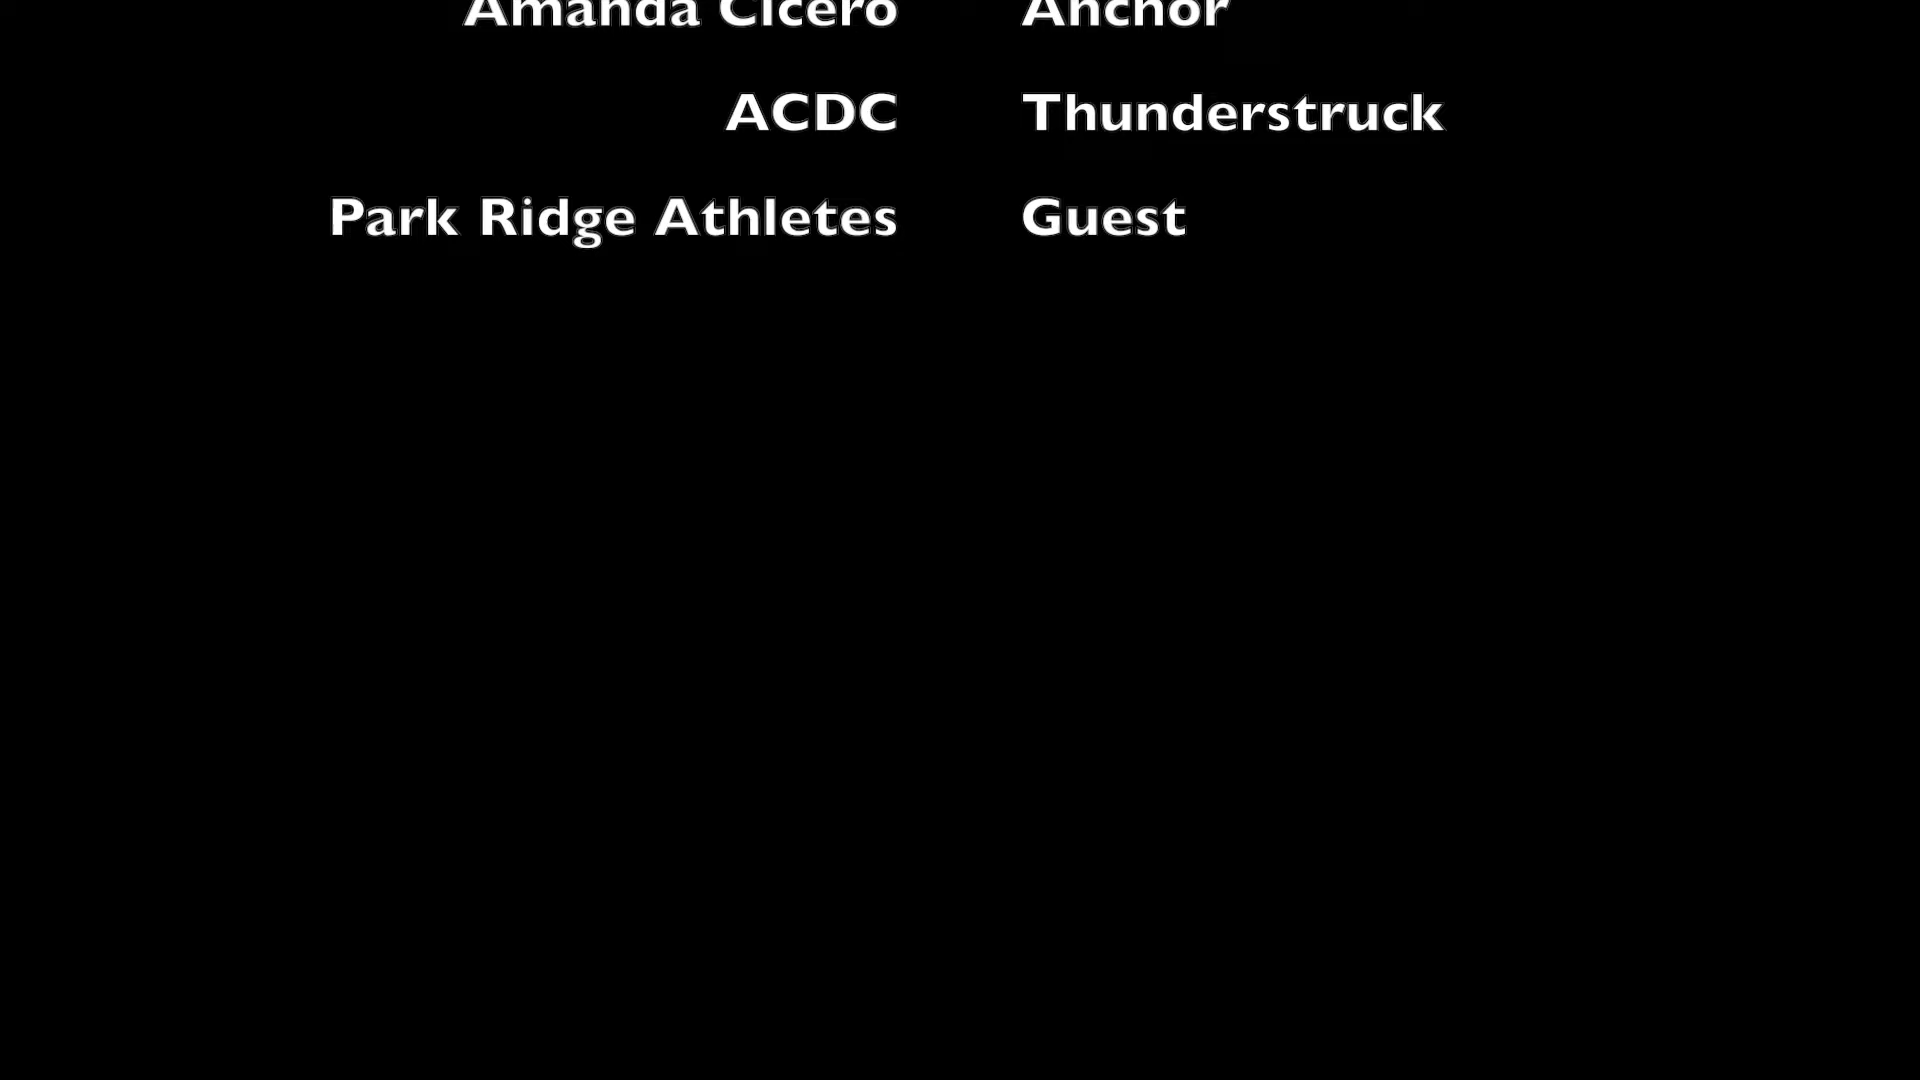 Amanda Cicero Anchor
ACDC Thunderstruck
Park Ridge Athletes Guest